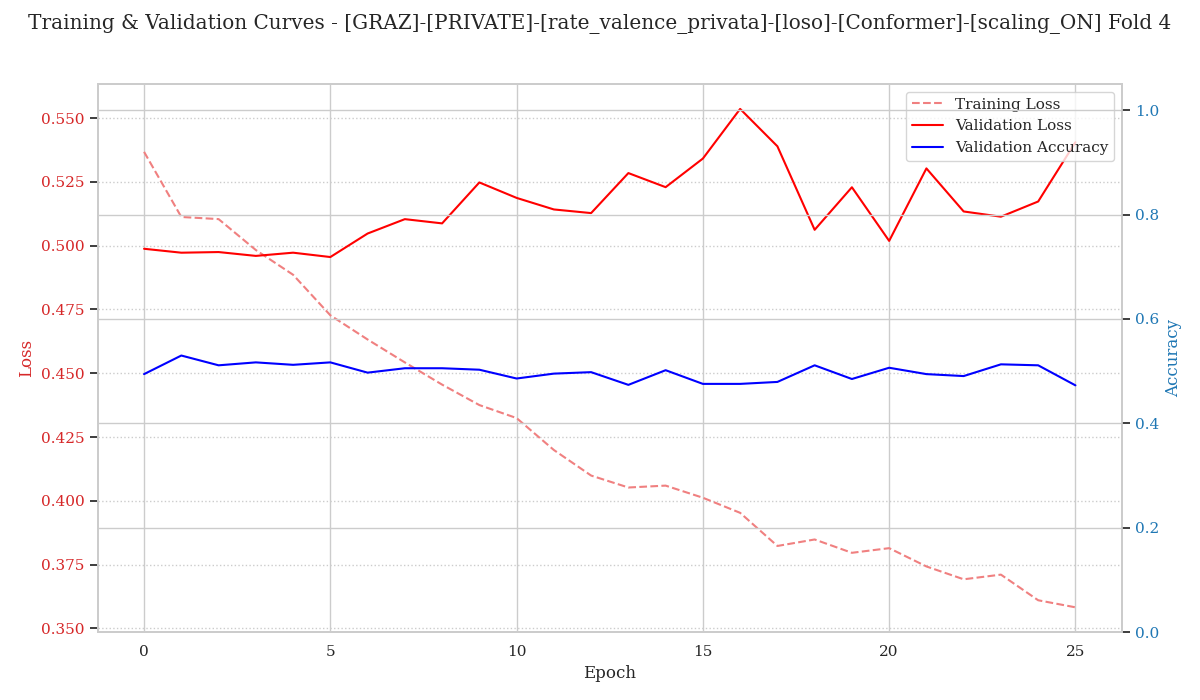 Training & Validation Curves - [GRAZ]-[PRIVATE]-[rate_valence_privata]-[loso]-[Conformer]-[scaling_ON] Fold 4
Training Loss
Validation Loss
Validation Accuracy
0.550
0.525
0.500
0.475
0.450
0.425
0.400
0.375
0.350
Loss
1.0
0.8
0.6
0.4
0.2
0.0
Accuracy
0 5 10 15 20 25
Epoch